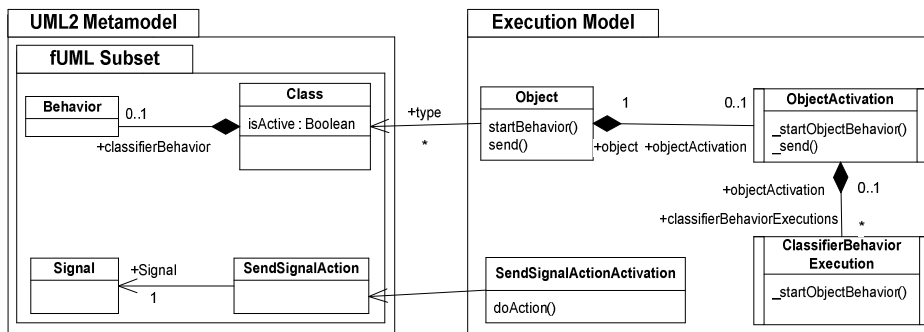 UML2 Metamodel
Execution Model
fUML Subset
Behavior
0..1
+classifierBehavior
Class
isActive : Boolean
+type
*
Object
startBehavior()
send()
1
0..1
+object
+objectActivation
ObjectActivation
_startObjectBehavior()
_send()
+objectActivation
0..1
+classifierBehaviorExecutions
*
ClassifierBehavior
Execution
_startObjectBehavior()
Signal
+Signal
1
SendSignalAction
SendSignalActionActivation
doAction()